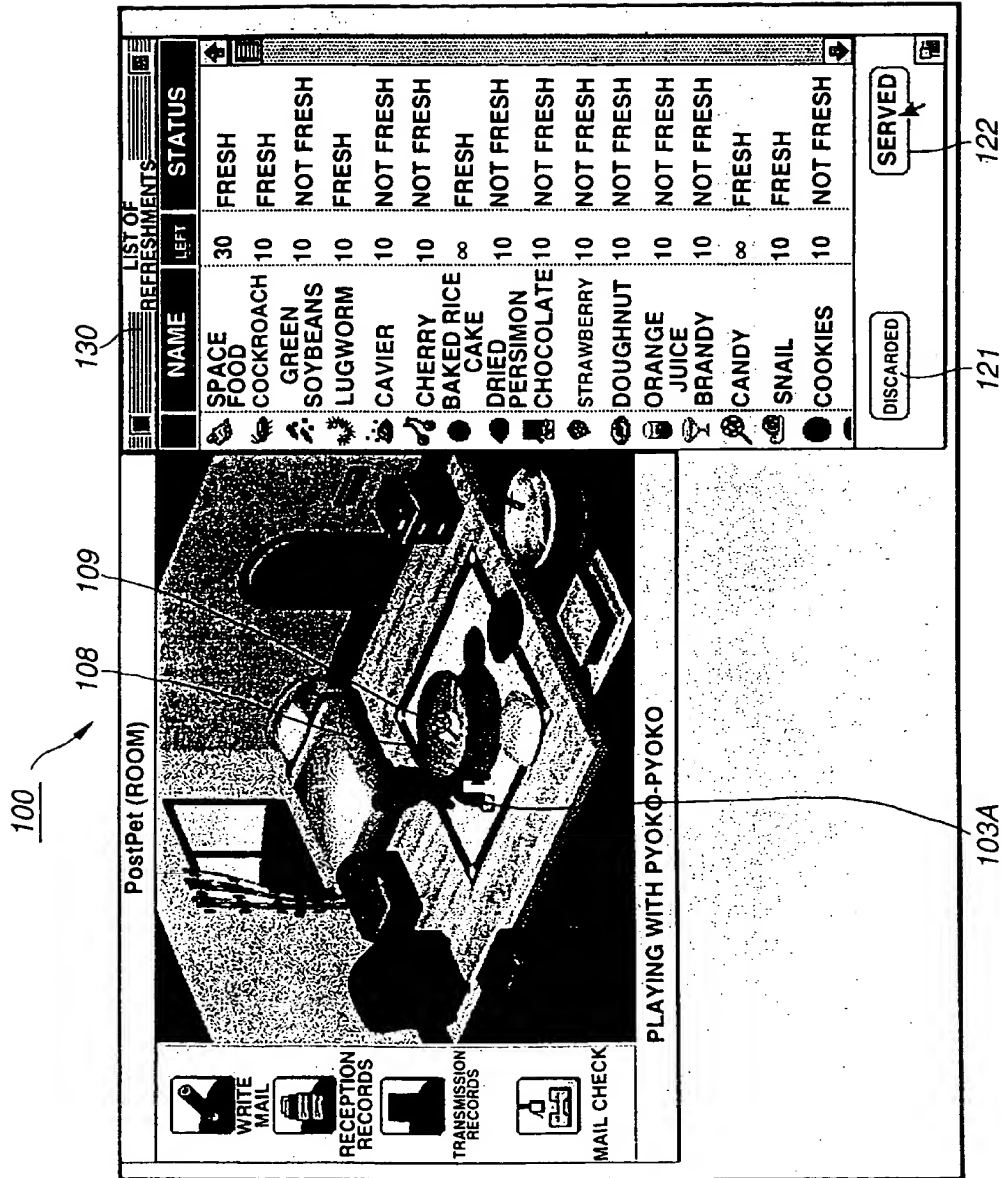 100
PostPet (ROOM)
108
109
130
WRITE
MAIL
RECEPTION
RECORDS
TRANSMISSION
RECORDS
MAIL CHECK
PLAYING WITH PYOKO-PYOKO
103A
LIST OF
REFRESHMENTS
NAME LEFT STATUS
SPACE
FOOD 30 FRESH
COCKROACH 10 FRESH
GREEN
SOYBEANS 10 NOT FRESH
LUGWORM 10 FRESH
CAVIER 10 NOT FRESH
CHERRY 10 NOT FRESH
BAKED RICE
CAKE ∞ FRESH
DRIED
PERSIMON 10 NOT FRESH
CHOCOLATE 10 NOT FRESH
STRAWBERRY 10 NOT FRESH
DOUGHNUT 10 NOT FRESH
ORANGE
JUICE 10 NOT FRESH
BRANDY 10 NOT FRESH
CANDY ∞ FRESH
SNAIL 10 FRESH
COOKIES 10 NOT FRESH
DISCARDED
SERVED
121
122